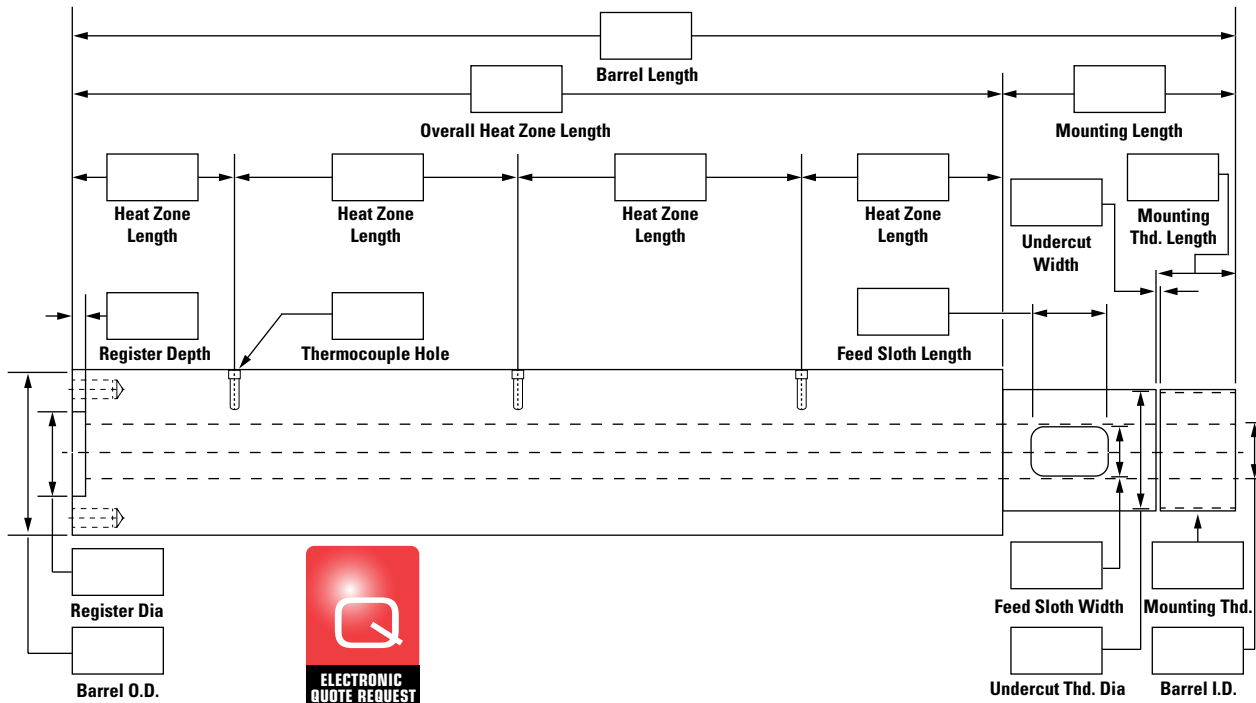 Barrel Length
Overall Heat Zone Length
Mounting Length
Heat Zone
Length
Heat Zone
Length
Heat Zone
Length
Heat Zone
Length
Undercut
Width
Mounting
Thd. Length
Register Depth
Thermocouple Hole
Feed Sloth Length
Register Dia
Feed Sloth Width
Mounting Thd.
Barrel O.D.
Undercut Thd. Dia
Barrel I.D.
Q
ELECTRONIC
QUOTE REQUEST